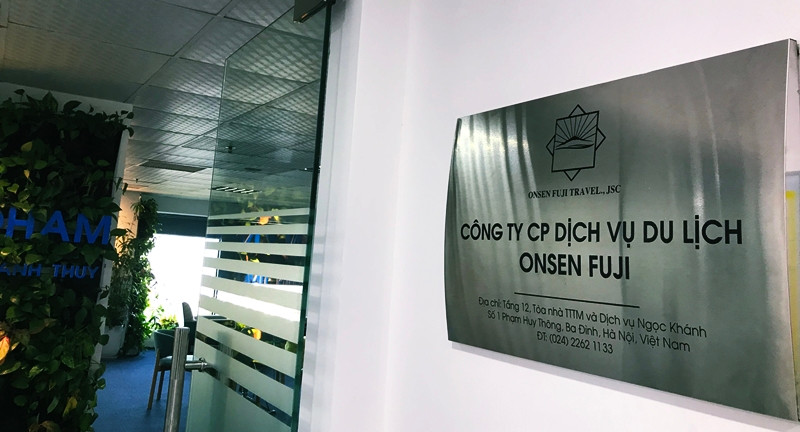 PHAM
ANH THUY
ONSEN FUJI TRAVEL., JSC
CÔNG TY CP DỊCH VỤ DU LỊCH
ONSEN FUJI
Địa chỉ: Tầng 12, Tòa nhà TTTM và Dịch vụ Ngọc Khánh
Số 1 Phạm Huy Thông, Ba Đình, Hà Nội, Việt Nam
ĐT: (024) 2262 1133